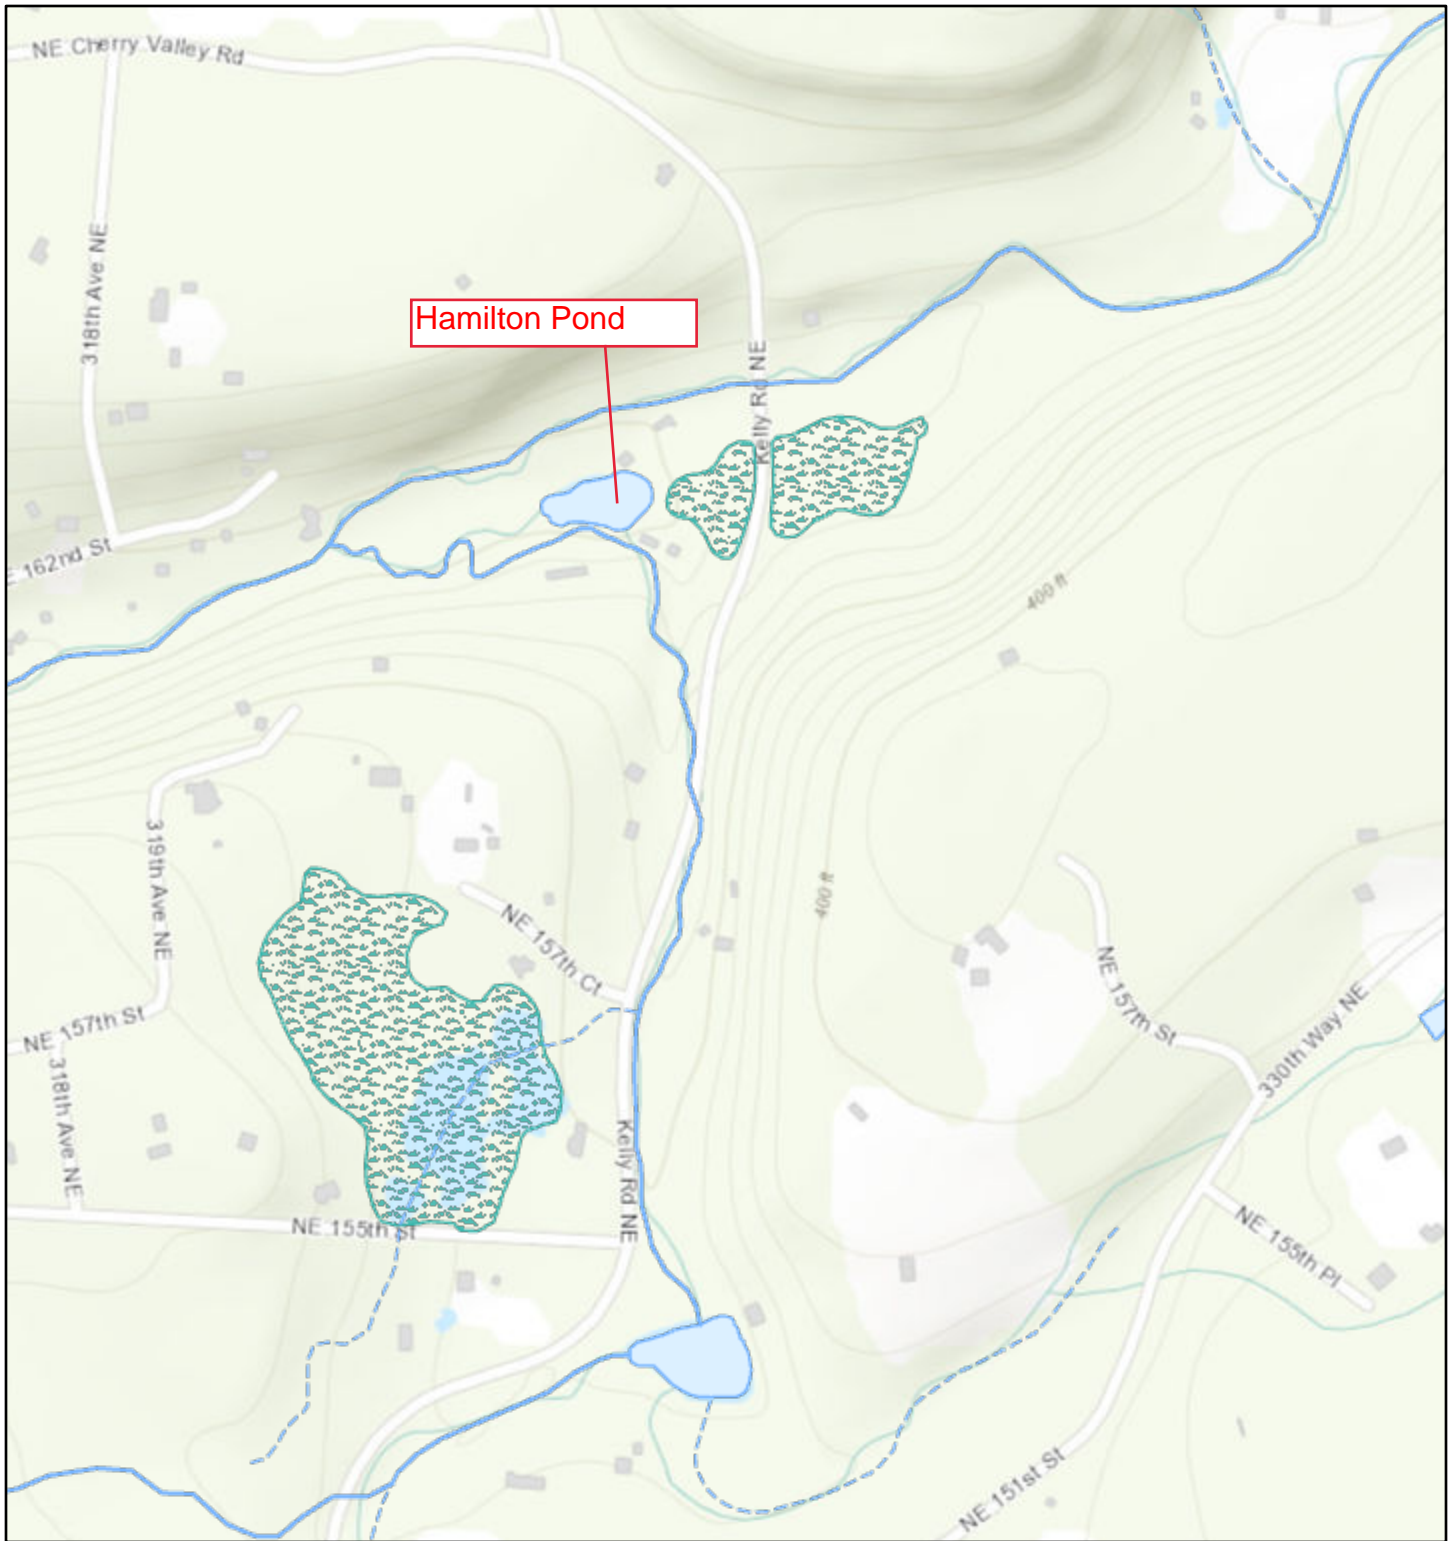 NE Cherry Valley Rd
318th Ave NE
Hamilton Pond
Kelly Rd NE
162nd St
400 ft
319th Ave NE
400 ft
NE 157th Ct
NE 157th St
NE 157th St
330th Way NE
318th Ave NE
Kelly Rd NE
NE 155th St
NE 155th Pl
NE 151st St